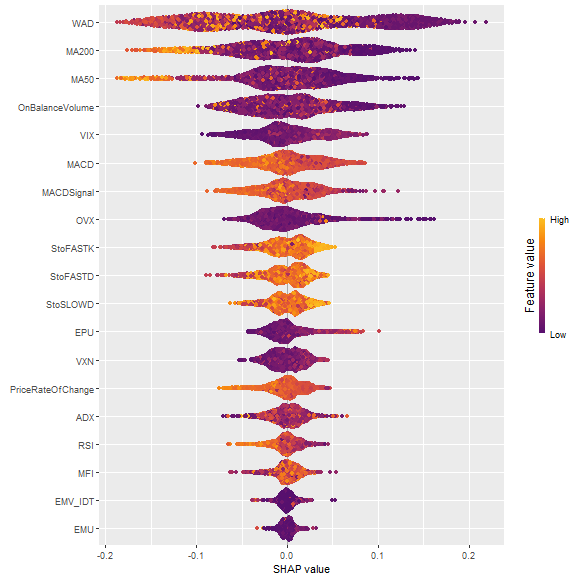 WAD
MA200
MA50
OnBalanceVolume
VIX
MACD
MACDSignal
OVX
StoFASTK
StoFASTD
StoSLOWD
EPU
VXN
PriceRateOfChange
ADX
RSI
MFI
EMV_IDT
EMU
-0.2 -0.1 0.0 0.1 0.2
SHAP value
High
Feature value
Low